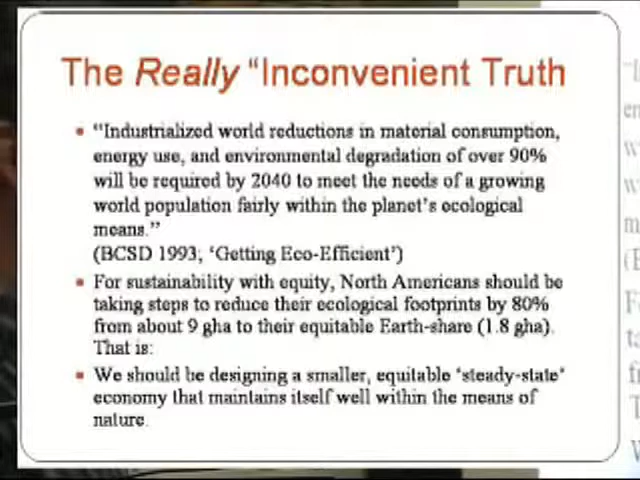 The Really “Inconvenient Truth
• “Industrialized world reductions in material consumption,
energy use, and environmental degradation of over 90%
will be required by 2040 to meet the needs of a growing
world population fairly within the planet’s ecological
means.”
(BCSD 1993; ‘Getting Eco-Efficient’)
• For sustainability with equity, North Americans should be
taking steps to reduce their ecological footprints by 80%
from about 9 gha to their equitable Earth-share (1.8 gha).
That is:
• We should be designing a smaller, equitable ‘steady-state’
economy that maintains itself well within the means of
nature.